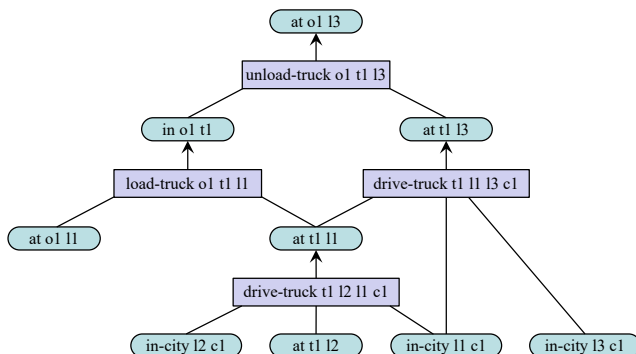 at o1 l3
unload-truck o1 t1 l3
in o1 t1
at t1 l3
load-truck o1 t1 l1
drive-truck t1 l1 l3 c1
at o1 l1
at t1 l1
drive-truck t1 l2 l1 c1
in-city l2 c1
at t1 l2
in-city l1 c1
in-city l3 c1